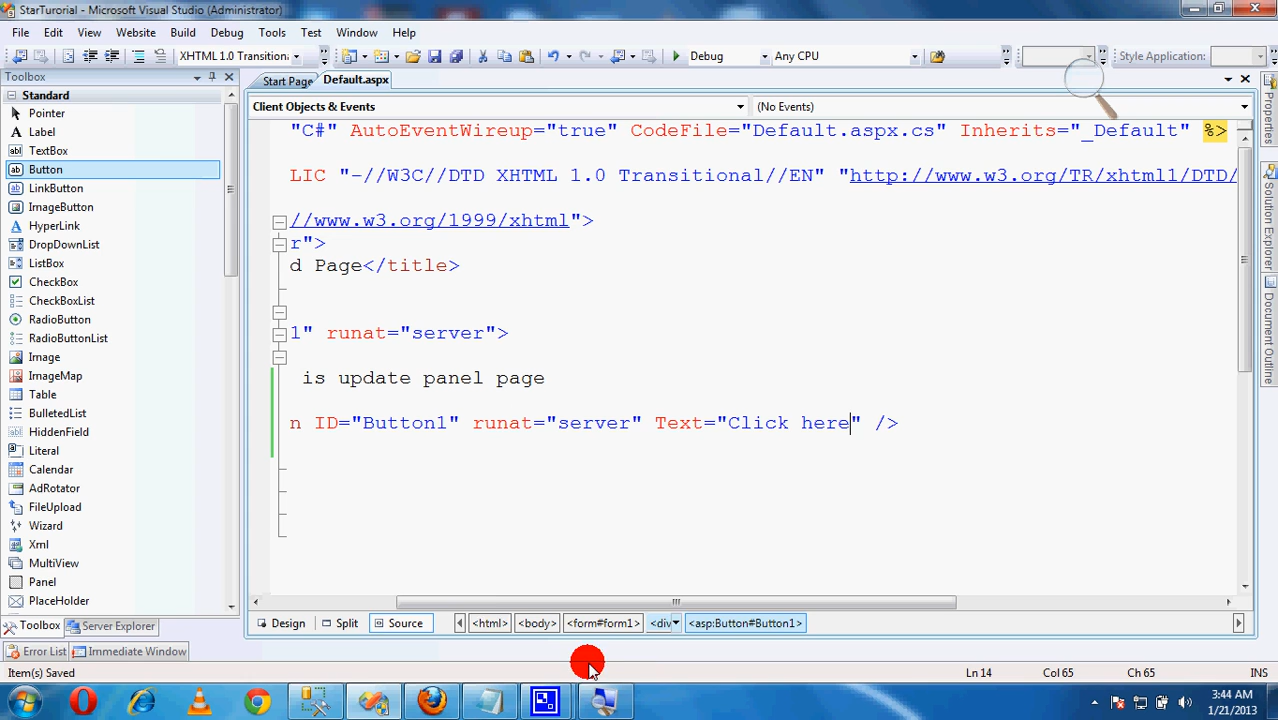 StarTurorial - Microsoft Visual Studio (Administrator)
File Edit View Website Build Debug Tools Test Window Help
XHTML 1.0 Transition Debug Any CPU Style Application:
Toolbox
Start Page Default.aspx
Standard
Client Objects & Events (No Events)
Pointer
Label
TextBox
Button
LinkButton
ImageButton
HyperLink
DropDownList
ListBox
CheckBox
CheckBoxList
RadioButton
RadioButtonList
Image
ImageMap
Table
BulletedList
HiddenField
Literal
Calendar
AdRotator
FileUpload
Wizard
Xml
MultiView
Panel
PlaceHolder
"C#" AutoEventWireup="true" CodeFile="Default.aspx.cs" Inherits="_Default" %>
LIC "-//W3C//DTD XHTML 1.0 Transitional//EN" "http://www.w3.org/TR/xhtml1/DTD/
//www.w3.org/1999/xhtml">
r">
d Page</title>
1" runat="server">
is update panel page
n ID="Button1" runat="server" Text="Click here" />
Properties
Solution Explorer
Document Outline
Design Split Source <html> <body> <form#form1> <div <asp:Button#Button1>
Toolbox Server Explorer
Error List Immediate Window
Item(s) Saved Ln 14 Col 65 Ch 65 INS
3:44 AM
1/21/2013